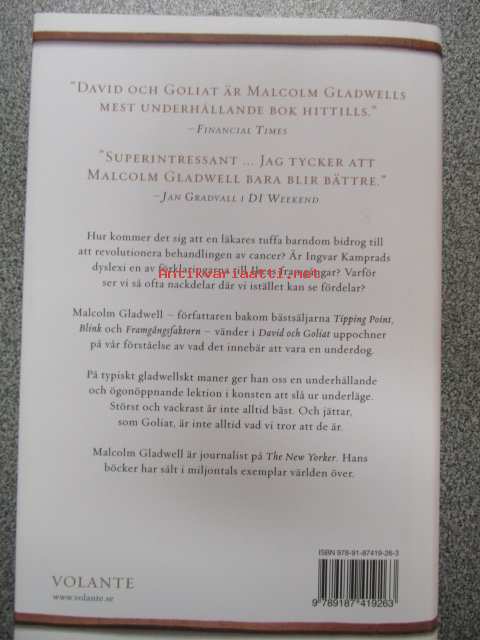 "David och Goliat är Malcolm Gladwells
mest underhållande bok hittills."
–Financial Times
"Superintressant ... Jag tycker att
Malcolm Gladwell bara blir bättre."
–Jan Gradvall i DI Weekend
Hur kommer det sig att en läkares tuffa barndom bidrog till
att revolutionera behandlingen av cancer? Är Ingvar Kamprads
dyslexi en av förklaringarna till Ikeas framgångar? Varför
ser vi så ofta nackdelar där vi istället kan se fördelar?
Antikvariaatti.net
Malcolm Gladwell – författaren bakom bästsäljarna Tipping Point,
Blink och Framgångsfaktorn – vänder i David och Goliat uppochner
på vår förståelse av vad det innebär att vara en underdog.
På typiskt gladwellskt maner ger han oss en underhållande
och ögonöppnande lektion i konsten att slå ur underläge.
Störst och vackrast är inte alltid bäst. Och jättar,
som Goliat, är inte alltid vad vi tror att de är.
Malcolm Gladwell är journalist på The New Yorker. Hans
böcker har sålt i miljontals exemplar världen över.
ISBN 978-91-87419-26-3
VOLANTE
www.volante.se
9 789187 419263